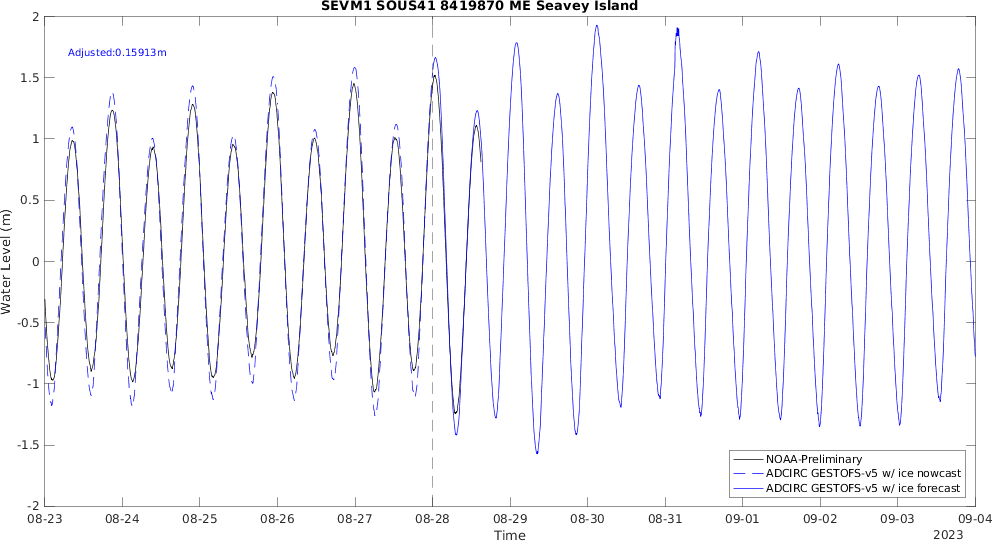 SEVM1 SOUS41 8419870 ME Seavey Island
Adjusted:0.15913m
2
1.5
1
0.5
0
-0.5
-1
-1.5
-2
Water Level (m)
NOAA-Preliminary
ADCIRC GESTOFS-v5 w/ ice nowcast
ADCIRC GESTOFS-v5 w/ ice forecast
08-23 08-24 08-25 08-26 08-27 08-28 08-29 08-30 08-31 09-01 09-02 09-03 09-04
Time
2023